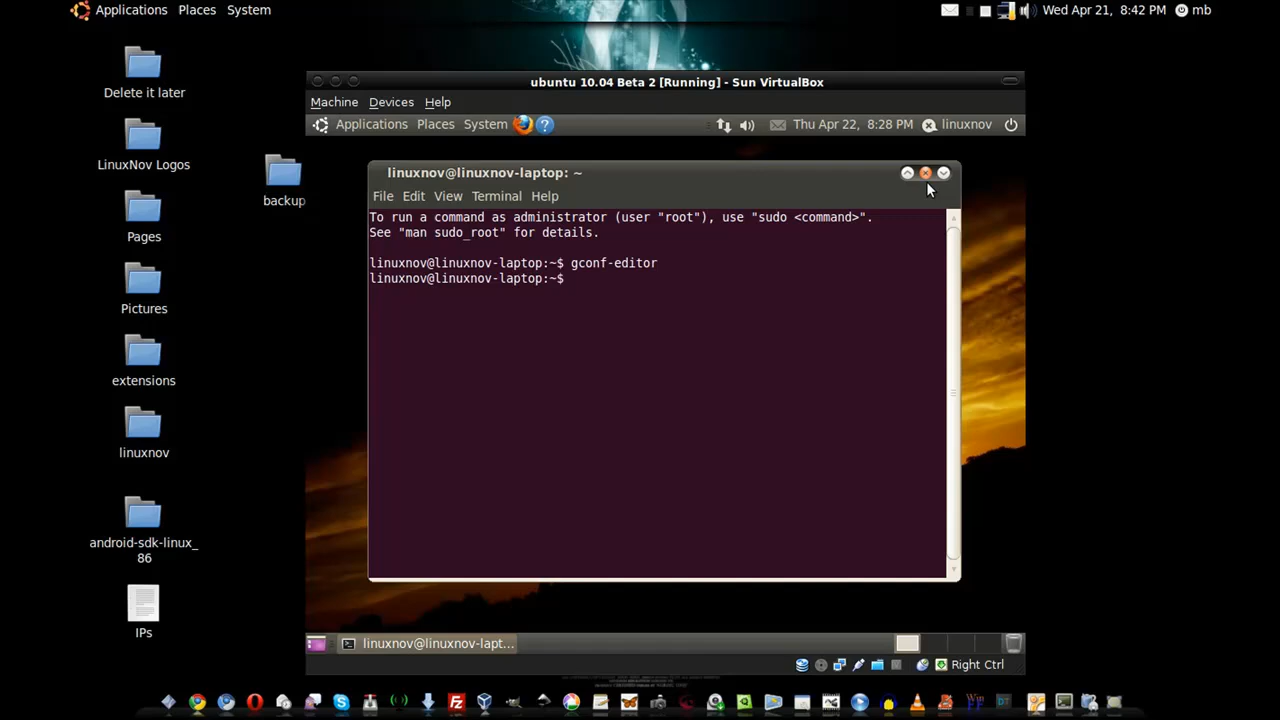 Applications Places System
Wed Apr 21, 8:42 PM mb
Delete it later
LinuxNov Logos
Pages
Pictures
extensions
linuxnov
android-sdk-linux_
86
IPs
backup
ubuntu 10.04 Beta 2 [Running] - Sun VirtualBox
Machine Devices Help
Applications Places System ? Thu Apr 22, 8:28 PM linuxnov
linuxnov@linuxnov-laptop: ~
File Edit View Terminal Help
To run a command as administrator (user "root"), use "sudo <command>".
See "man sudo_root" for details.
linuxnov@linuxnov-laptop:~$ gconf-editor
linuxnov@linuxnov-laptop:~$
linuxnov@linuxnov-lapt...
Right Ctrl